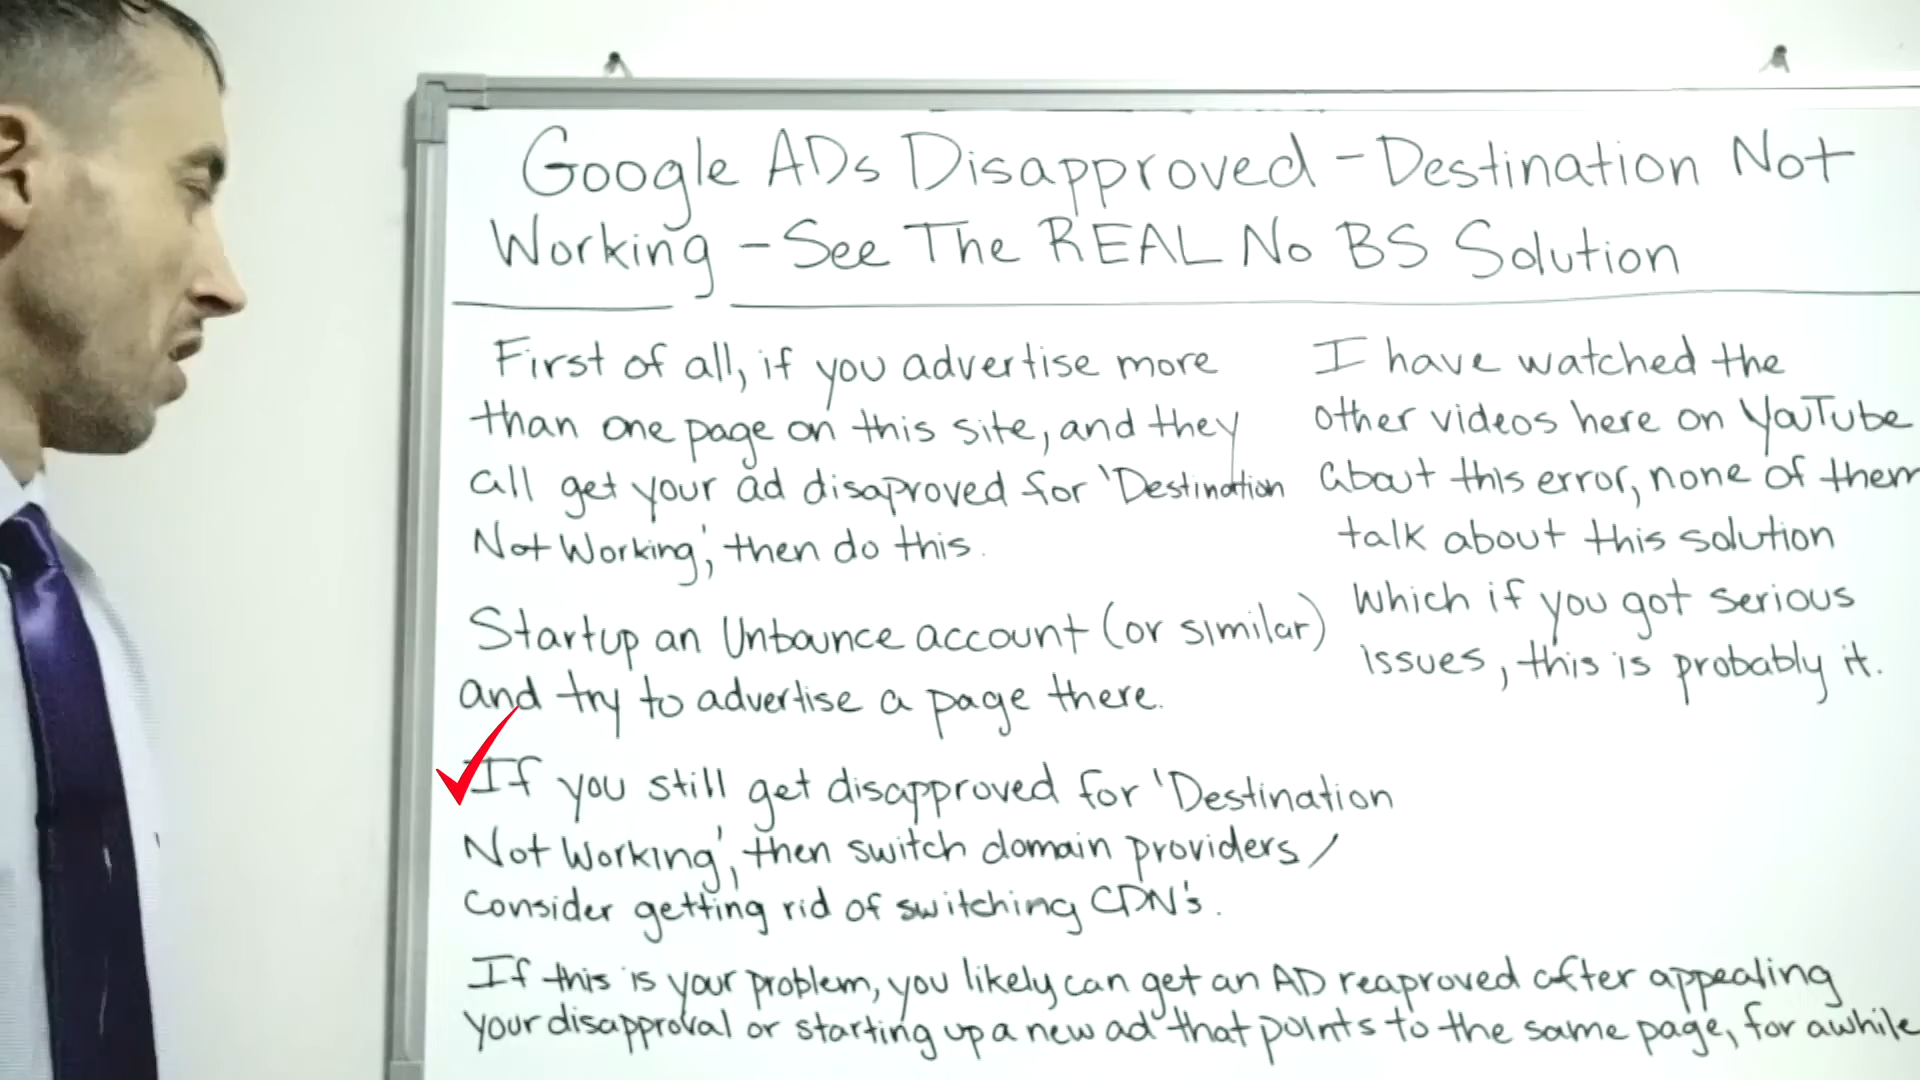 Google ADs Disapproved - Destination Not
Working - See The REAL No BS Solution
First of all, if you advertise more
than one page on this site, and they
all get your ad disaproved for 'Destination
Not Working', then do this.
Startup an Unbounce account (or similar)
and try to advertise a page there.
If you still get disapproved for 'Destination
Not Working', then switch domain providers /
Consider getting rid of switching CDN's.
If this is your problem, you likely can get an AD reaproved after appealing
your disapproval or starting up a new ad that points to the same page, for awhile
I have watched the
other videos here on YouTube
about this error, none of them
talk about this solution
which if you got serious
issues, this is probably it.